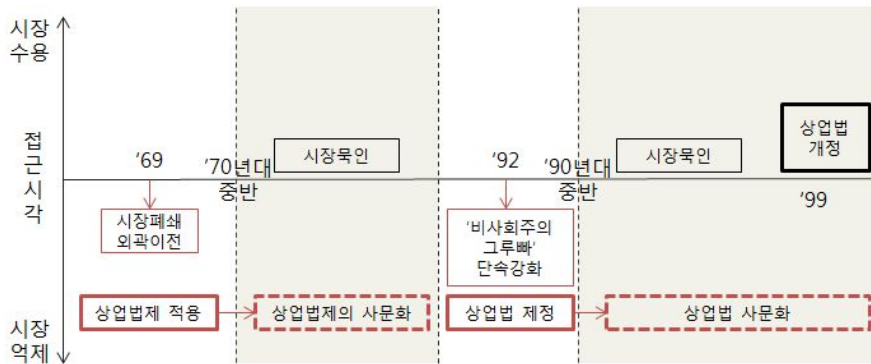 시장
수용
접
근
시
각
시장
억제
'69
'70년대
중반
시장묵인
'92
'90년대
중반
시장묵인
상업법
개정
'99
시장폐쇄
외곽이전
'비사회주의
그루빠'
단속강화
상업법제 적용
상업법제의 사문화
상업법 제정
상업법 사문화